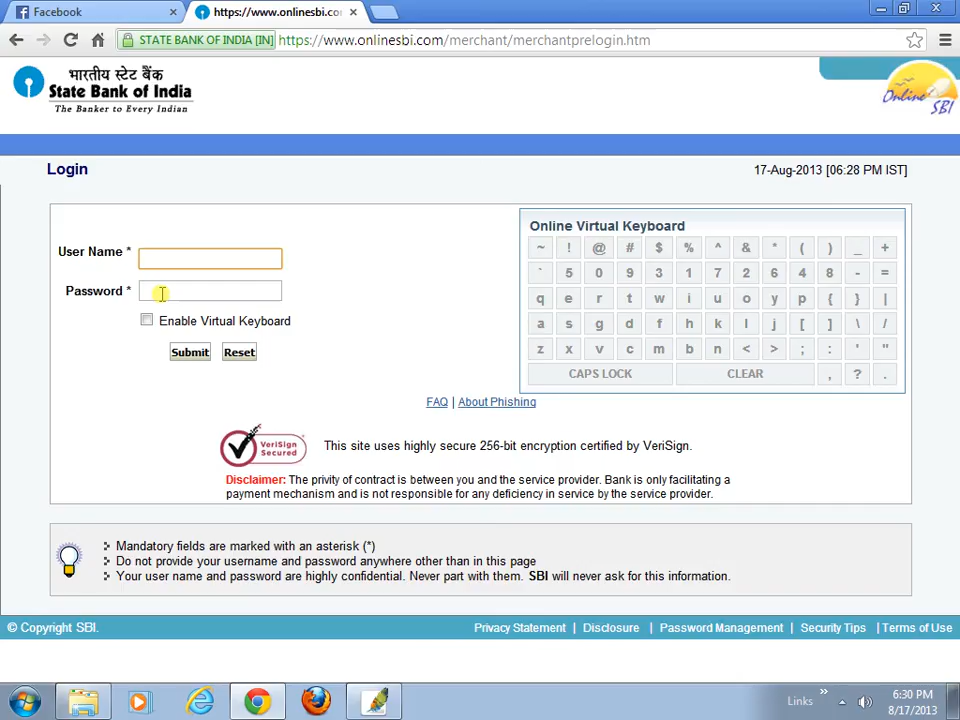 Facebook
https://www.onlinesbi.co
STATE BANK OF INDIA [IN] https://www.onlinesbi.com/merchant/merchantprelogin.htm
भारतीय स्टेट बैंक
State Bank of India
The Banker to Every Indian
Online SBI
Login
17-Aug-2013 [06:28 PM IST]
User Name *
Password *
Enable Virtual Keyboard
Submit Reset
Online Virtual Keyboard
~ ! @ # $ % ^ & * ( ) _ +
` 5 0 9 3 1 7 2 6 4 8 - =
q e r t w i u o y p { } |
a s g d f h k l j [ ] \ /
z x v c m b n < > ; : ' "
CAPS LOCK CLEAR , ? .
FAQ | About Phishing
VeriSign
Secured
This site uses highly secure 256-bit encryption certified by VeriSign.
Disclaimer: The privity of contract is between you and the service provider. Bank is only facilitating a
payment mechanism and is not responsible for any deficiency in service by the service provider.
Mandatory fields are marked with an asterisk (*)
Do not provide your username and password anywhere other than in this page
Your user name and password are highly confidential. Never part with them. SBI will never ask for this information.
© Copyright SBI.
Privacy Statement | Disclosure | Password Management | Security Tips | Terms of Use
Links »
6:30 PM
8/17/2013